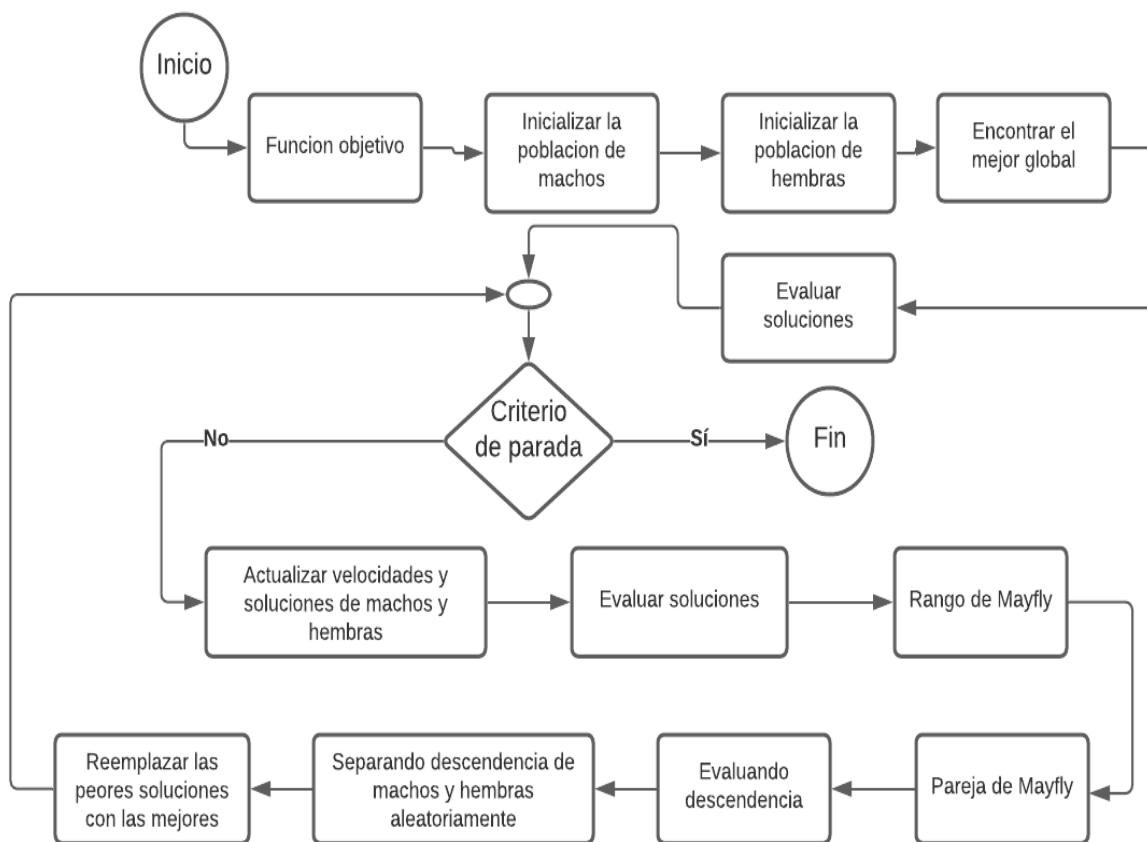 Inicio
Funcion objetivo
Inicializar la
poblacion de
machos
Inicializar la
poblacion de
hembras
Encontrar el
mejor global
Evaluar
soluciones
Criterio
de parada
No
Sí
Fin
Actualizar velocidades y
soluciones de machos y
hembras
Evaluar soluciones
Rango de Mayfly
Pareja de Mayfly
Evaluando
descendencia
Separando descendencia de
machos y hembras
aleatoriamente
Reemplazar las
peores soluciones
con las mejores